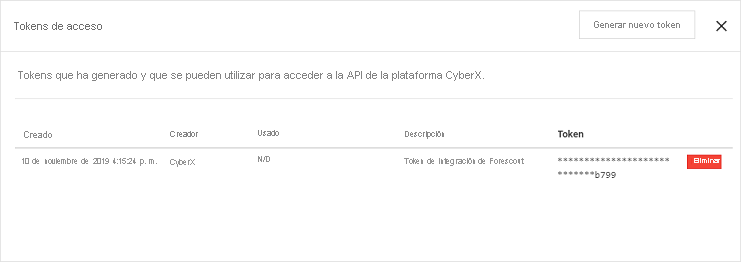 Tokens de acceso
Generar nuevo token
Tokens que ha generado y que se pueden utilizar para acceder a la API de la plataforma CyberX.
Creado Creador Usado Descripción Token
10 de noulembre de 2019 4:15:24 p. m. CyberX N/D Token de Integración de Forescout ********************* Eliminar
*******b799